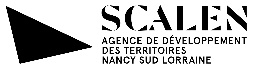 SCALEN
AGENCE DE DÉVELOPPEMENT
DES TERRITOIRES
NANCY SUD LORRAINE